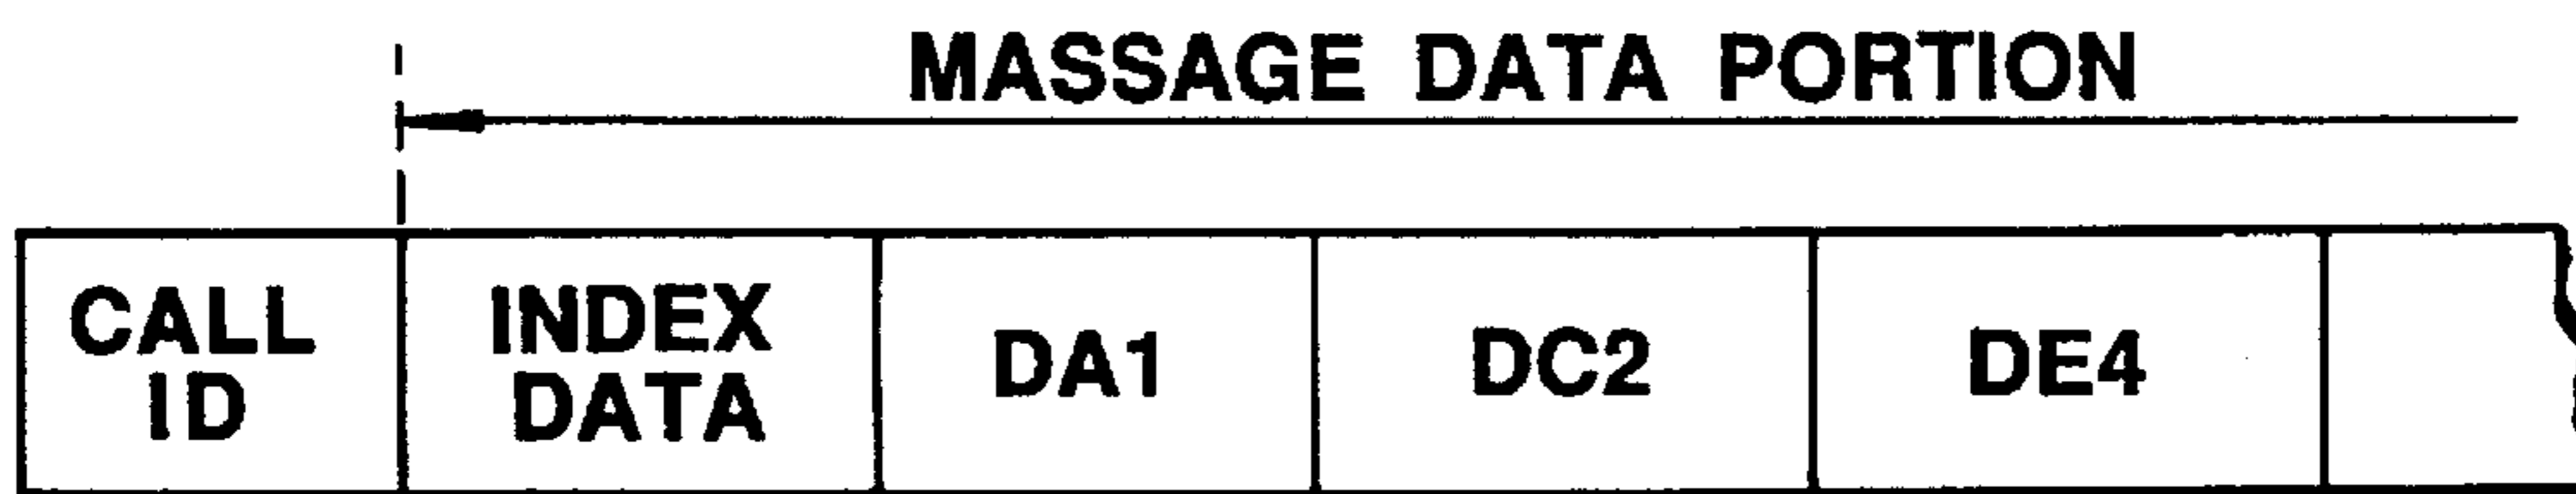 MASSAGE DATA PORTION
CALL
ID
INDEX
DATA
DA1
DC2
DE4